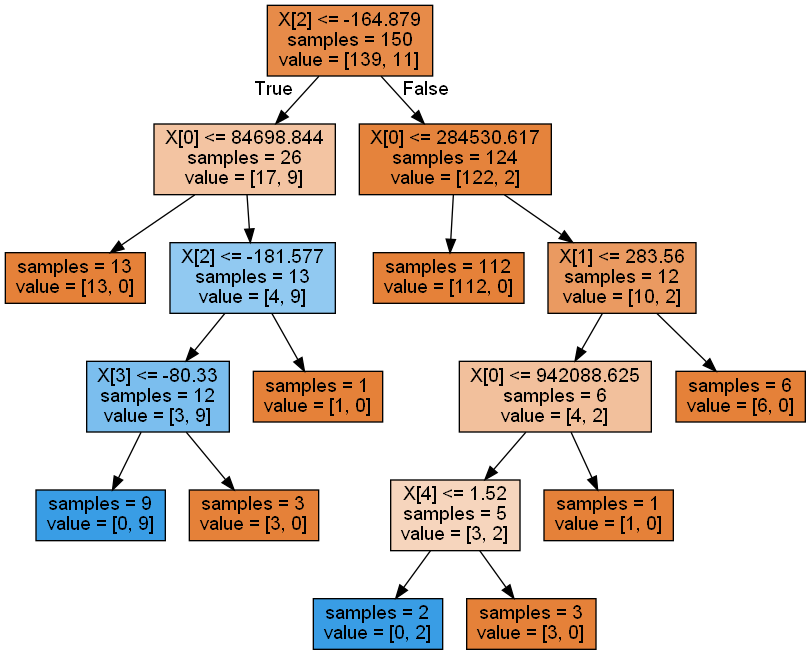 X[2] <= -164.879
samples = 150
value = [139, 11]
True
False
X[0] <= 84698.844
samples = 26
value = [17, 9]
X[0] <= 284530.617
samples = 124
value = [122, 2]
samples = 13
value = [13, 0]
X[2] <= -181.577
samples = 13
value = [4, 9]
samples = 112
value = [112, 0]
X[1] <= 283.56
samples = 12
value = [10, 2]
X[3] <= -80.33
samples = 12
value = [3, 9]
samples = 1
value = [1, 0]
X[0] <= 942088.625
samples = 6
value = [4, 2]
samples = 6
value = [6, 0]
samples = 9
value = [0, 9]
samples = 3
value = [3, 0]
X[4] <= 1.52
samples = 5
value = [3, 2]
samples = 1
value = [1, 0]
samples = 2
value = [0, 2]
samples = 3
value = [3, 0]